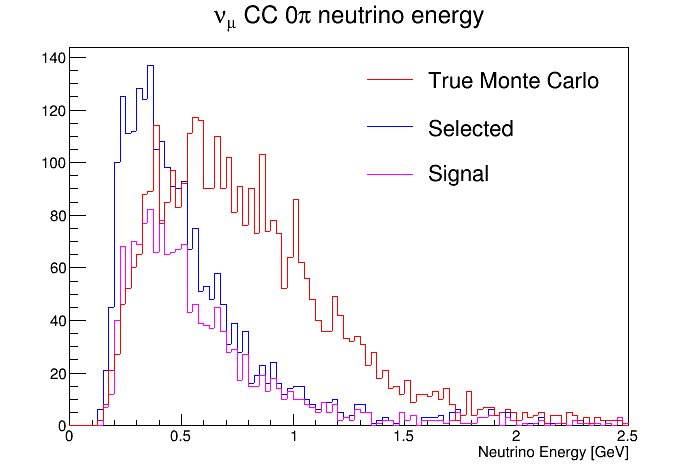 νμ CC 0π neutrino energy
True Monte Carlo
Selected
Signal
140
120
100
80
60
40
20
0
0 0.5 1 1.5 2 2.5
Neutrino Energy [GeV]